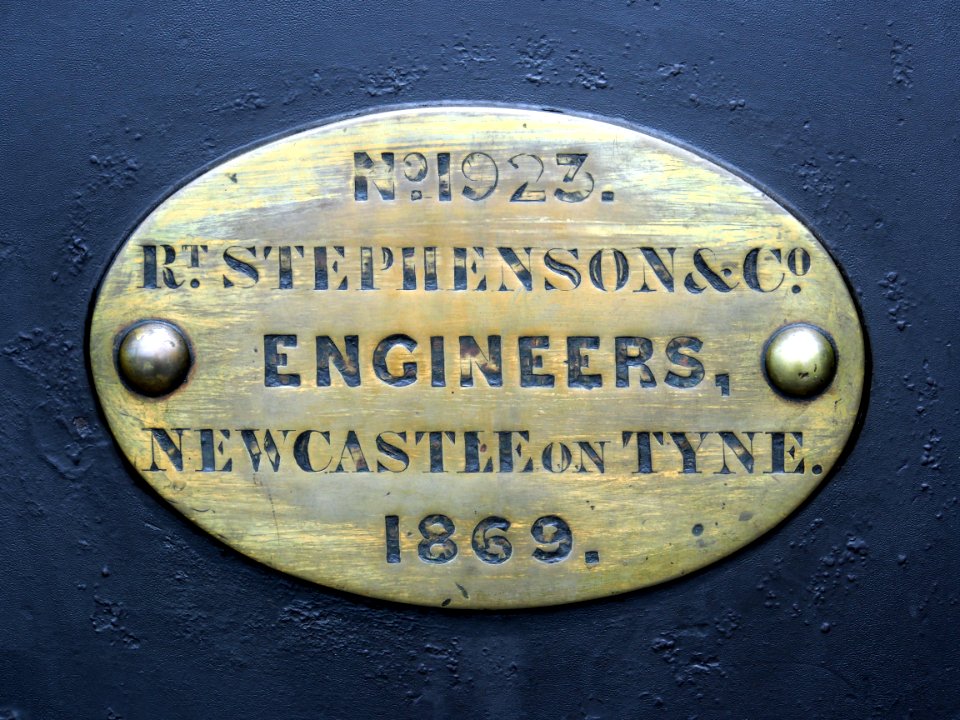 No. 1923.
RT. STEPHENSON & Co.
ENGINEERS,
NEWCASTLE ON TYNE.
1869.